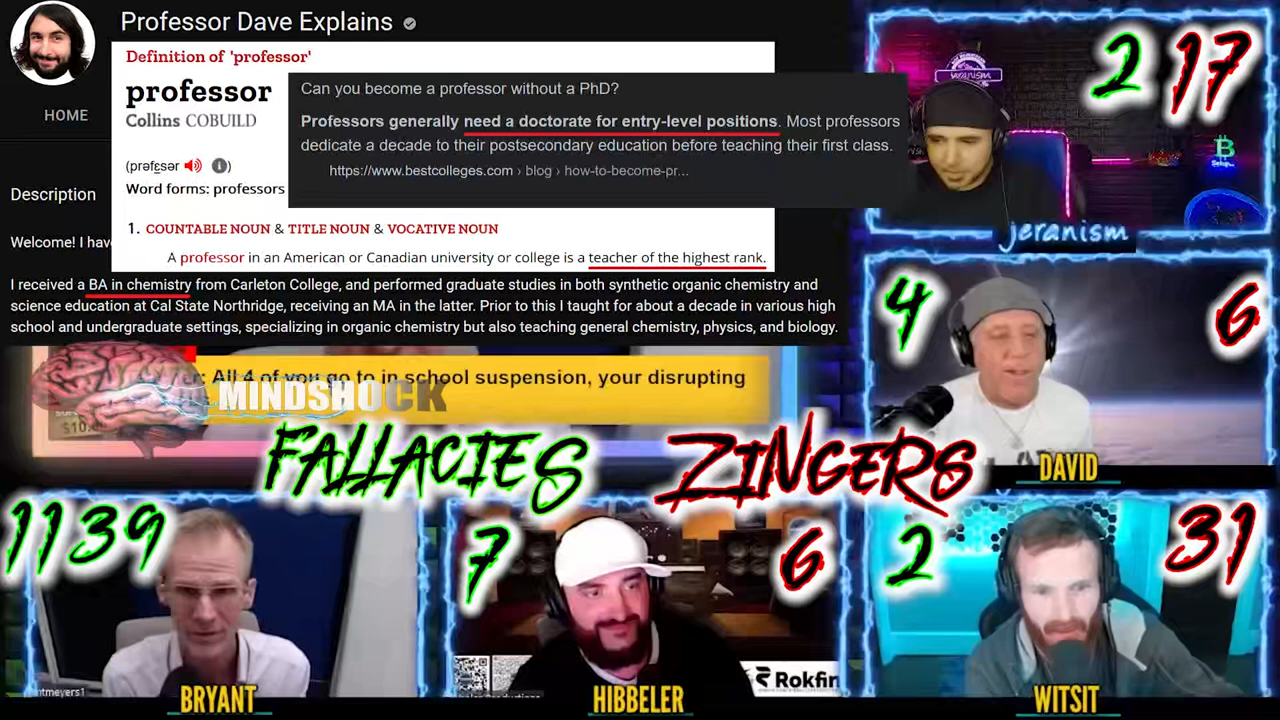 Professor Dave Explains
HOME
Definition of 'professor'
professor
Collins COBUILD
Word forms: professors
1. COUNTABLE NOUN & TITLE NOUN & VOCATIVE NOUN
A professor in an American or Canadian university or college is a teacher of the highest rank.
Can you become a professor without a PhD?
Professors generally need a doctorate for entry-level positions. Most professors
dedicate a decade to their postsecondary education before teaching their first class.
https://www.bestcolleges.com › blog › how-to-become-pr...
Description
Welcome! I hav
I received a BA in chemistry from Carleton College, and performed graduate studies in both synthetic organic chemistry and
science education at Cal State Northridge, receiving an MA in the latter. Prior to this I taught for about a decade in various high
school and undergraduate settings, specializing in organic chemistry but also teaching general chemistry, physics, and biology.
All 4 of you go to in school suspension, your disrupting
MINDSHOCK
FALLACIES ZINGERS
2 17
jeranism
4 6
DAVID
1139
BRYANT
7 6
Rokfin
HIBBELER
2 31
WITSIT